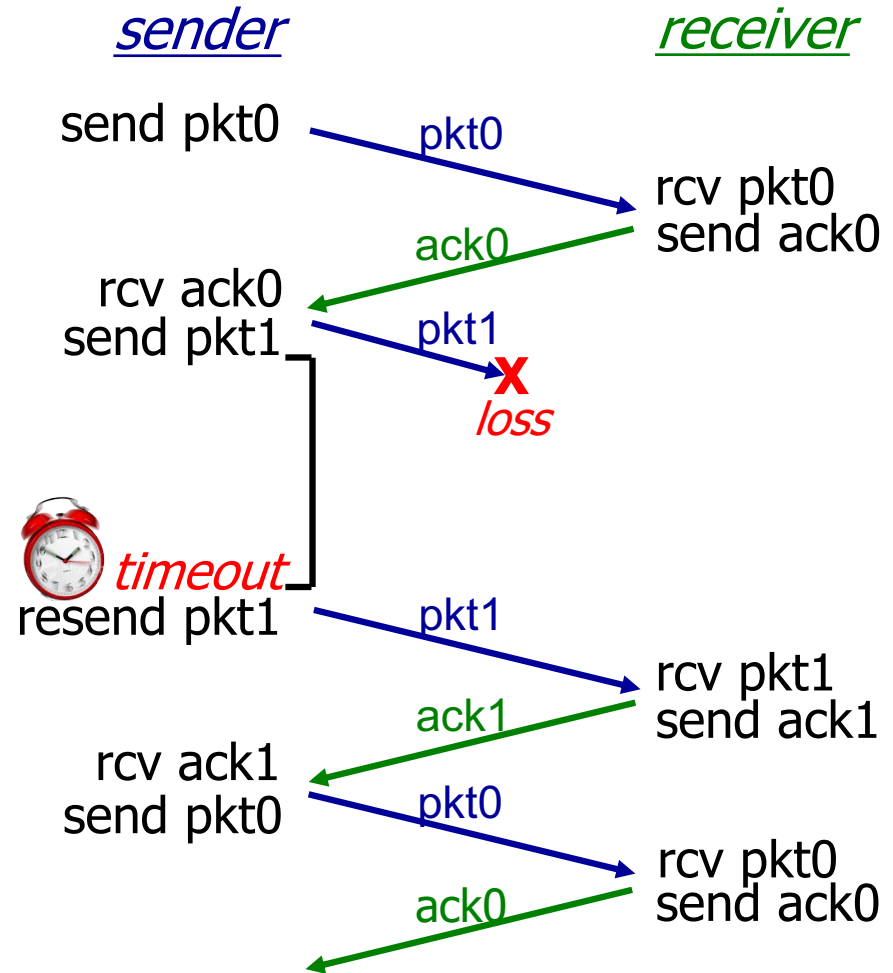 sender
receiver
send pkt0
pkt0
rcv pkt0
send ack0
ack0
rcv ack0
send pkt1
pkt1
X
loss
timeout
resend pkt1
pkt1
rcv pkt1
send ack1
ack1
rcv ack1
send pkt0
pkt0
rcv pkt0
send ack0
ack0